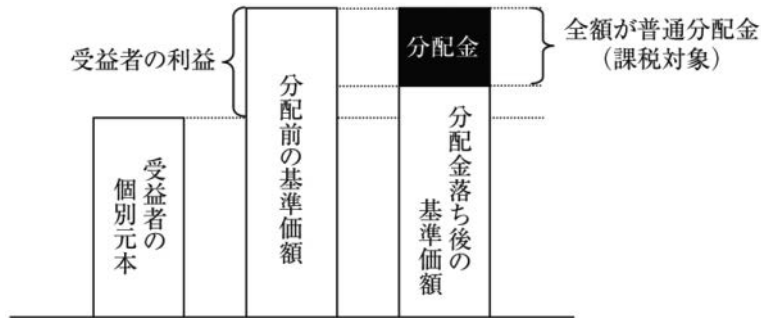 受益者の利益
受益者の
個別元本
分配前の基準価額
分配金
分配金落ち後の
基準価額
全額が普通分配金
（課税対象）